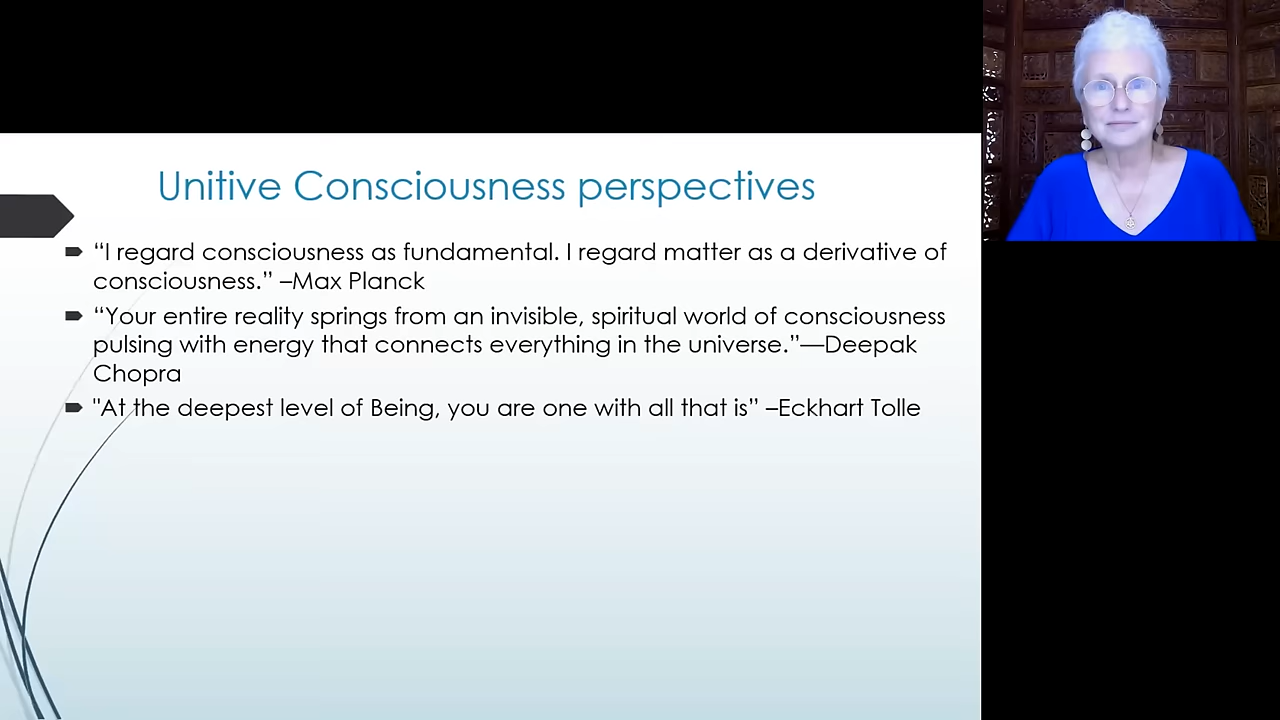 Unitive Consciousness perspectives
“I regard consciousness as fundamental. I regard matter as a derivative of
consciousness.” –Max Planck
“Your entire reality springs from an invisible, spiritual world of consciousness
pulsing with energy that connects everything in the universe.”—Deepak
Chopra
"At the deepest level of Being, you are one with all that is” –Eckhart Tolle